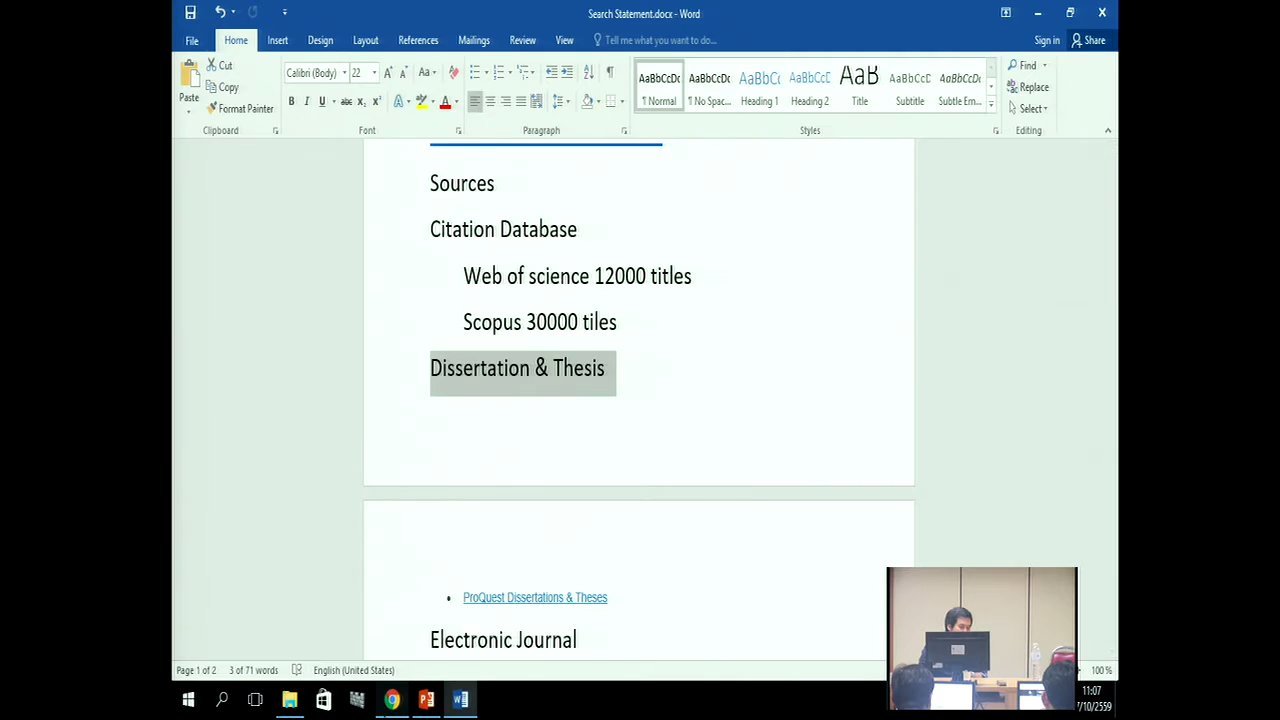 Search Statement.docx - Word
File Home Insert Design Layout References Mailings Review View Tell me what you want to do... Sign in Share
Paste Cut Copy Format Painter Clipboard
Calibri (Body) 22 Aa Font
Paragraph
AaBbCcDc AaBbCcDc AaBbCc AaBbCcD AaB AaBbCcD AaBbCcDc
¶ Normal ¶ No Spac... Heading 1 Heading 2 Title Subtitle Subtle Em...
Styles
Find Replace Select Editing
Sources
Citation Database
Web of science 12000 titles
Scopus 30000 tiles
Dissertation & Thesis
• ProQuest Dissertations & Theses
Electronic Journal
Page 1 of 2 3 of 71 words English (United States) 100%
11:07
7/10/2559